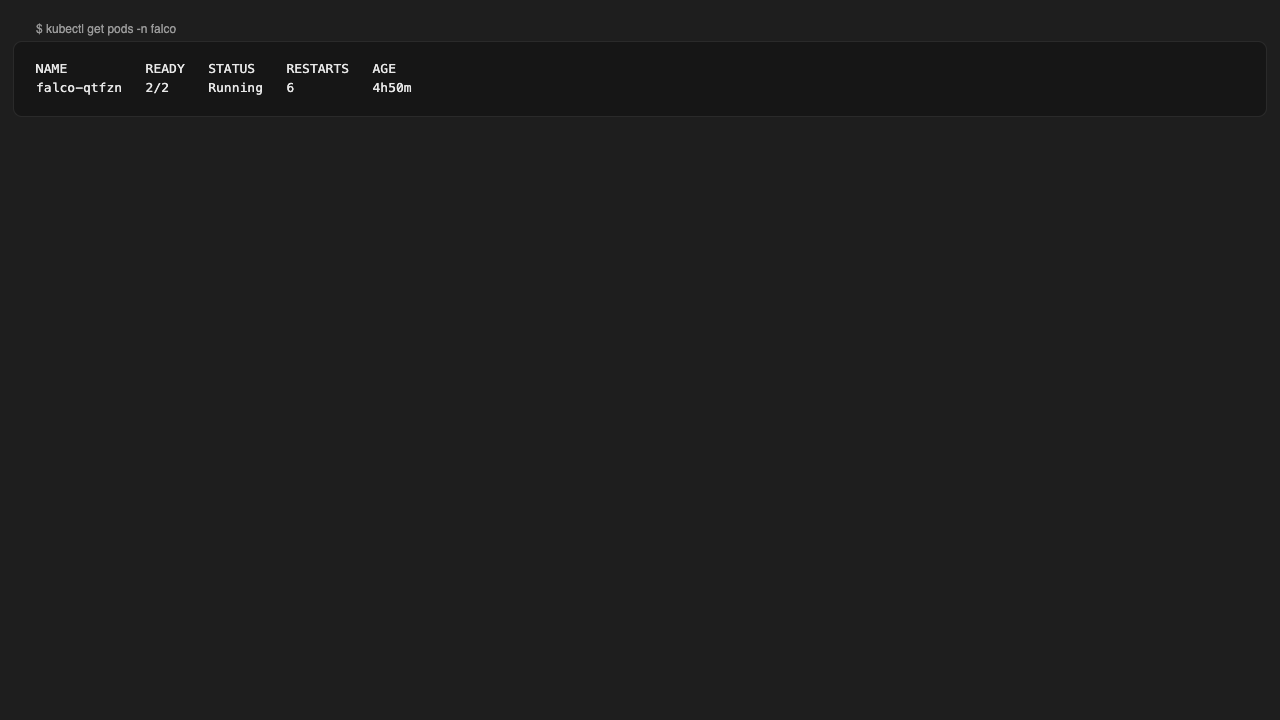 $ kubectl get pods -n falco
NAME          READY   STATUS    RESTARTS   AGE
falco-qtfzn   2/2     Running   6          4h50m